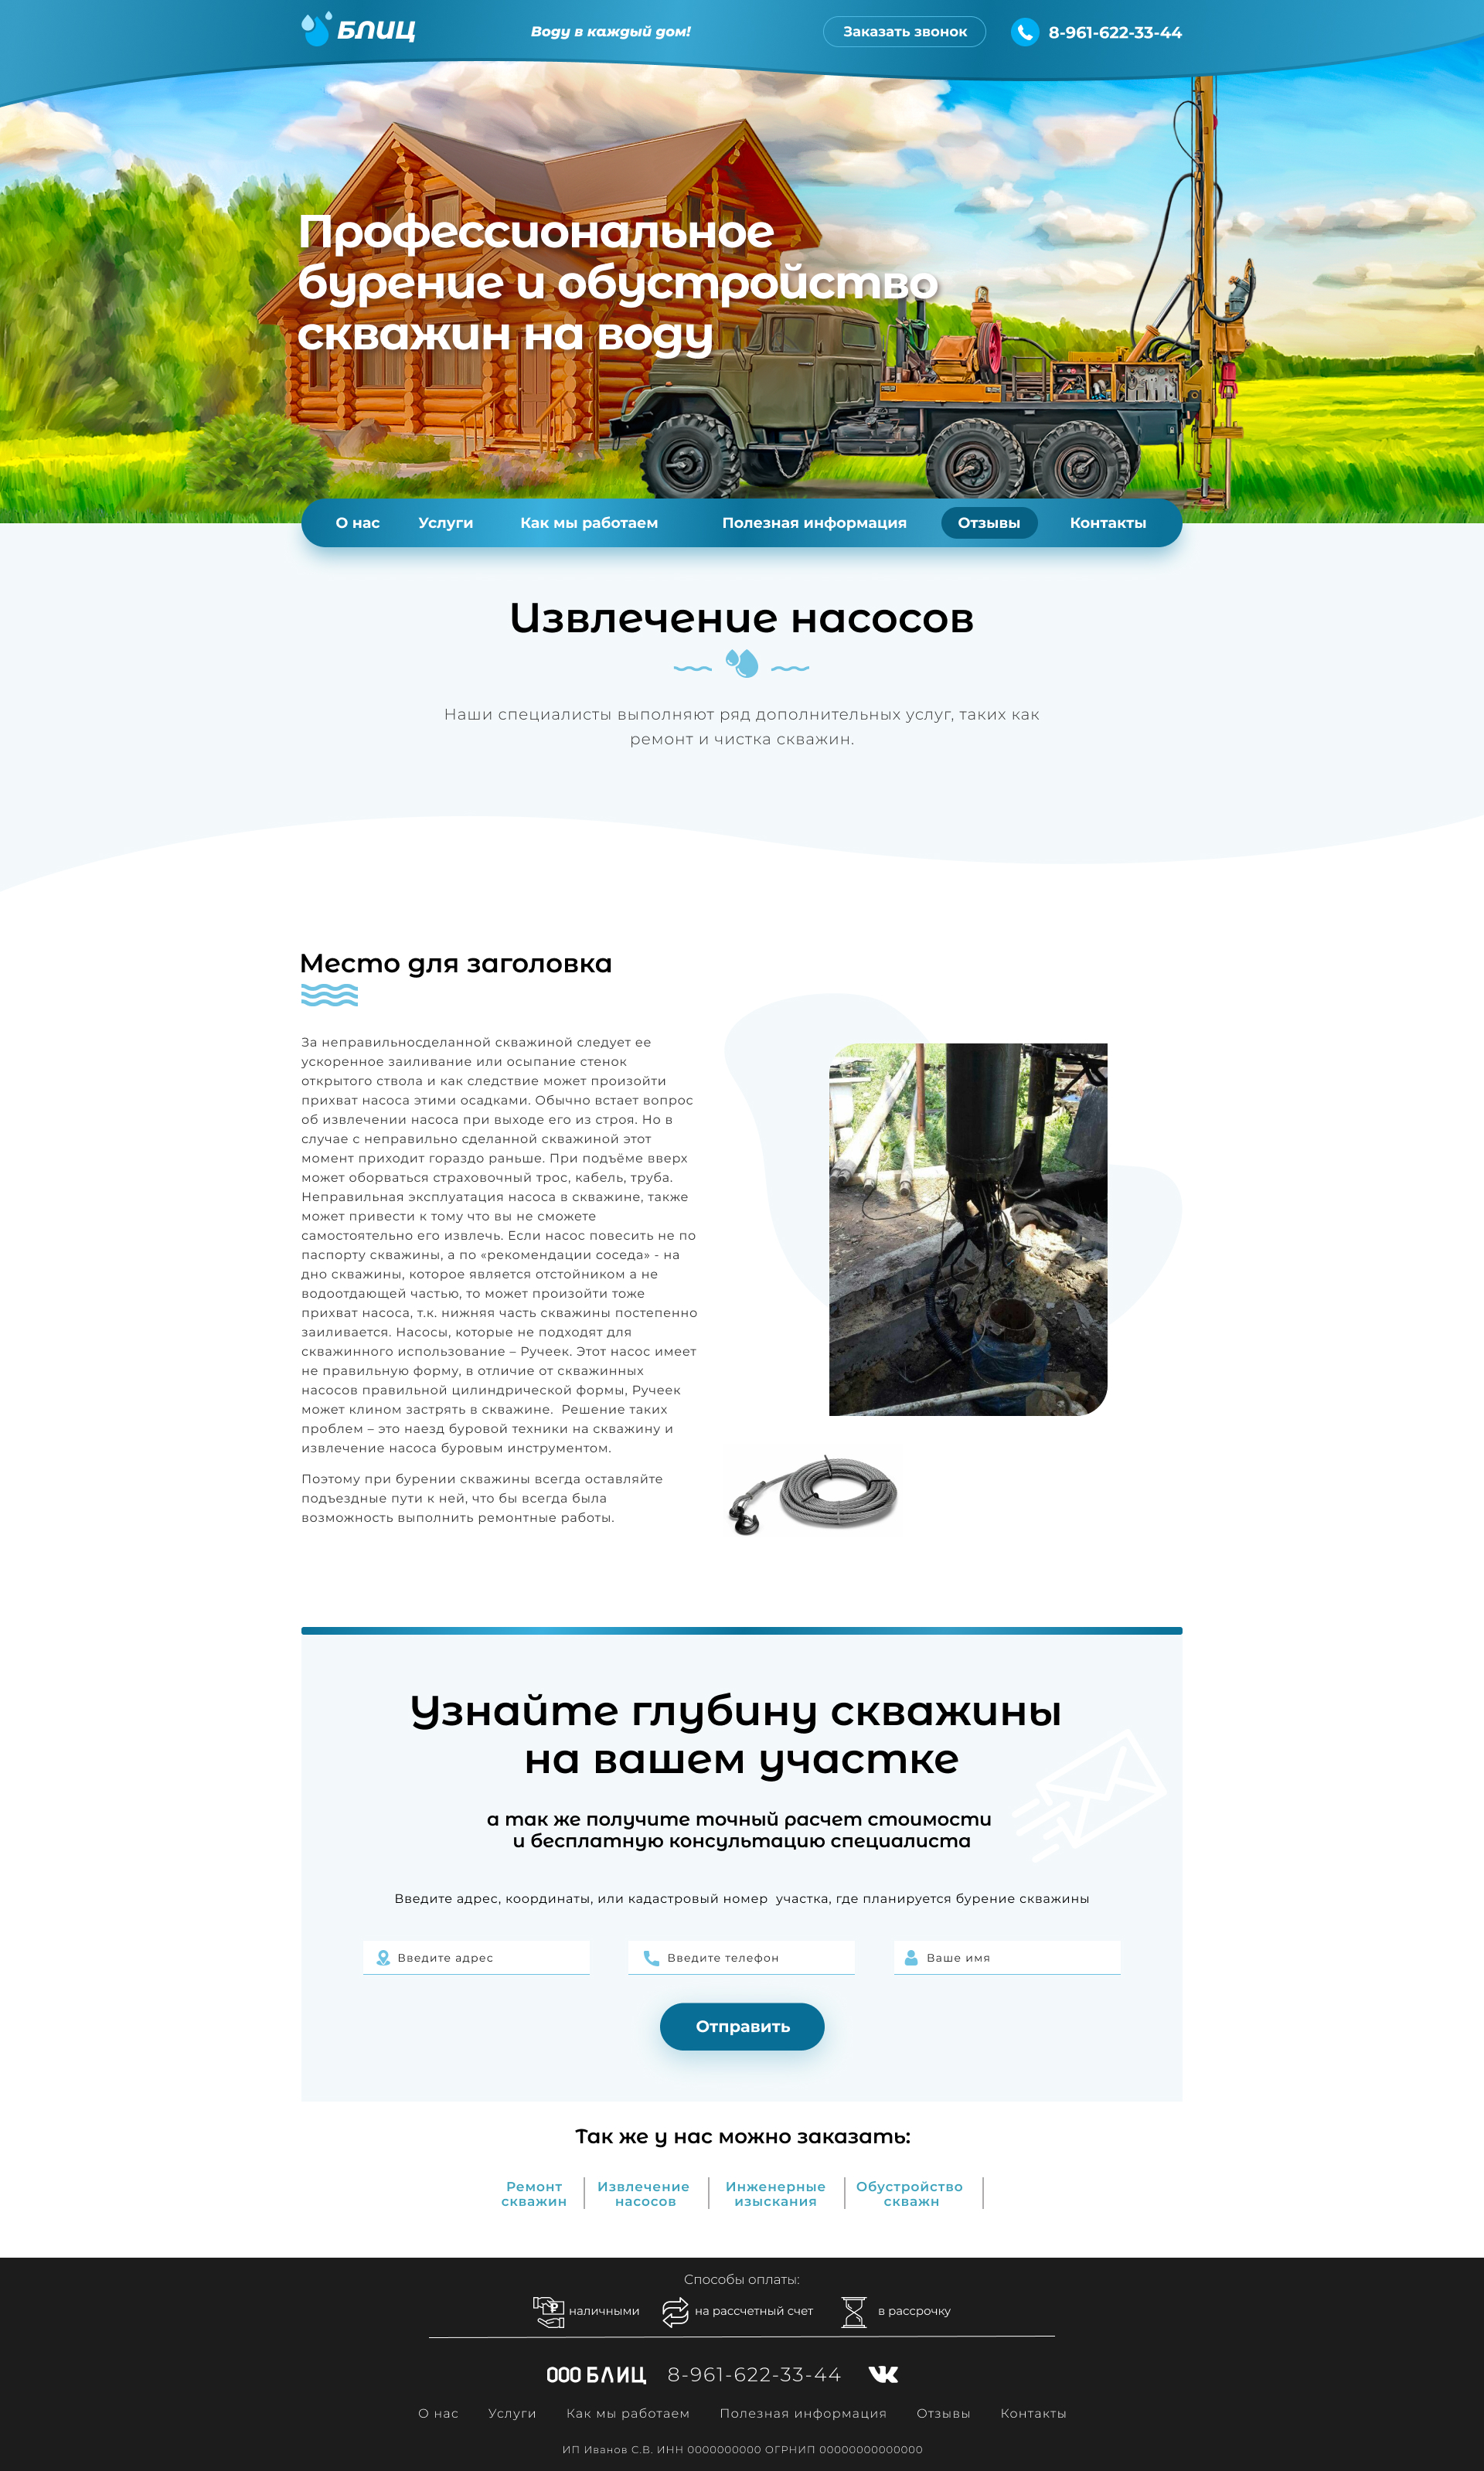 БЛИЦ
Воду в каждый дом!
Заказать звонок
8-961-622-33-44
Профессиональное
бурение и обустройство
скважин на воду
О нас
Услуги
Как мы работаем
Полезная информация
Отзывы
Контакты
Извлечение насосов
Наши специалисты выполняют ряд дополнительных услуг, таких как
ремонт и чистка скважин.
Место для заголовка
За неправильносделанной скважиной следует ее
ускоренное заиливание или осыпание стенок
открытого ствола и как следствие может произойти
прихват насоса этими осадками. Обычно встает вопрос
об извлечении насоса при выходе его из строя. Но в
случае с неправильно сделанной скважиной этот
момент приходит гораздо раньше. При подъёме вверх
может оборваться страховочный трос, кабель, труба.
Неправильная эксплуатация насоса в скважине, также
может привести к тому что вы не сможете
самостоятельно его извлечь. Если насос повесить не по
паспорту скважины, а по «рекомендации соседа» - на
дно скважины, которое является отстойником а не
водоотдающей частью, то может произойти тоже
прихват насоса, т.к. нижняя часть скважины постепенно
заиливается. Насосы, которые не подходят для
скважинного использование – Ручеек. Этот насос имеет
не правильную форму, в отличие от скважинных
насосов правильной цилиндрической формы, Ручеек
может клином застрять в скважине. Решение таких
проблем – это наезд буровой техники на скважину и
извлечение насоса буровым инструментом.
Поэтому при бурении скважины всегда оставляйте
подъездные пути к ней, что бы всегда была
возможность выполнить ремонтные работы.
Узнайте глубину скважины
на вашем участке
а так же получите точный расчет стоимости
и бесплатную консультацию специалиста
Введите адрес, координаты, или кадастровый номер участка, где планируется бурение скважины
Введите адрес
Введите телефон
Ваше имя
Отправить
Так же у нас можно заказать:
Ремонт
скважин
Извлечение
насосов
Инженерные
изыскания
Обустройство
скважн
Способы оплаты:
наличными
на рассчетный счет
в рассрочку
ООО БЛИЦ
8-961-622-33-44
О нас
Услуги
Как мы работаем
Полезная информация
Отзывы
Контакты
ИП Иванов С.В. ИНН 0000000000 ОГРНИП 00000000000000